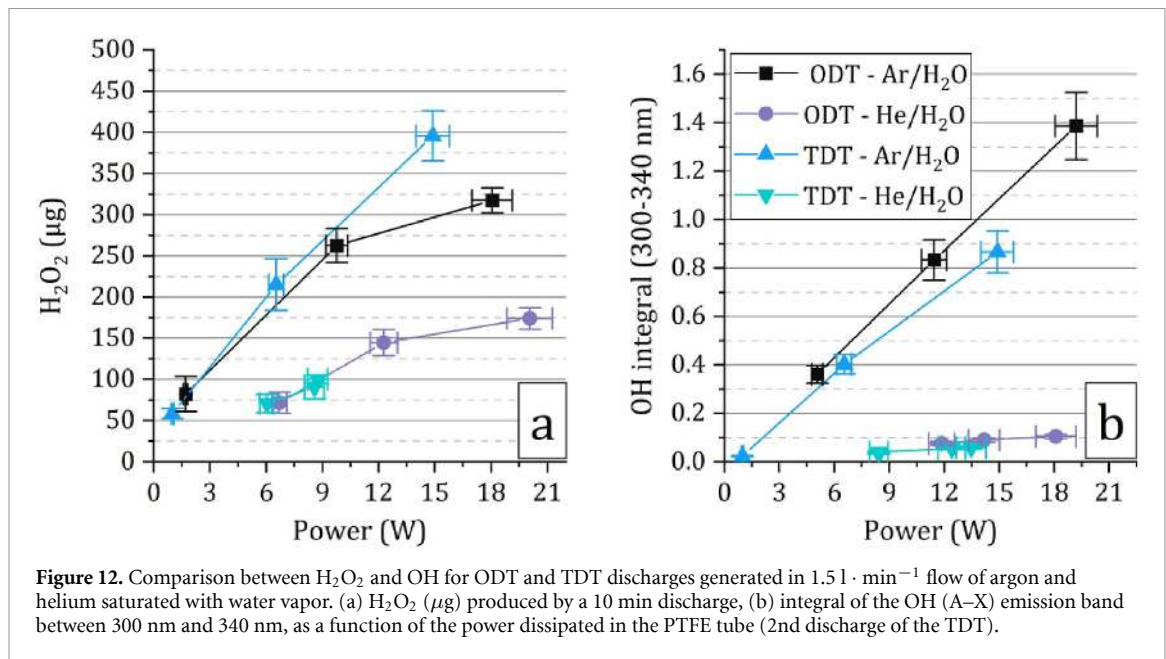 500
450
400
350
300
250
200
150
100
50
0
H₂O₂ (µg)
0 3 6 9 12 15 18 21
Power (W)
a
1.6
1.4
1.2
1.0
0.8
0.6
0.4
0.2
0.0
OH integral (300-340 nm)
ODT - Ar/H₂O
ODT - He/H₂O
TDT - Ar/H₂O
TDT - He/H₂O
0 3 6 9 12 15 18 21
Power (W)
b
Figure 12. Comparison between H₂O₂ and OH for ODT and TDT discharges generated in 1.5 l · min⁻¹ flow of argon and
helium saturated with water vapor. (a) H₂O₂ (µg) produced by a 10 min discharge, (b) integral of the OH (A–X) emission band
between 300 nm and 340 nm, as a function of the power dissipated in the PTFE tube (2nd discharge of the TDT).